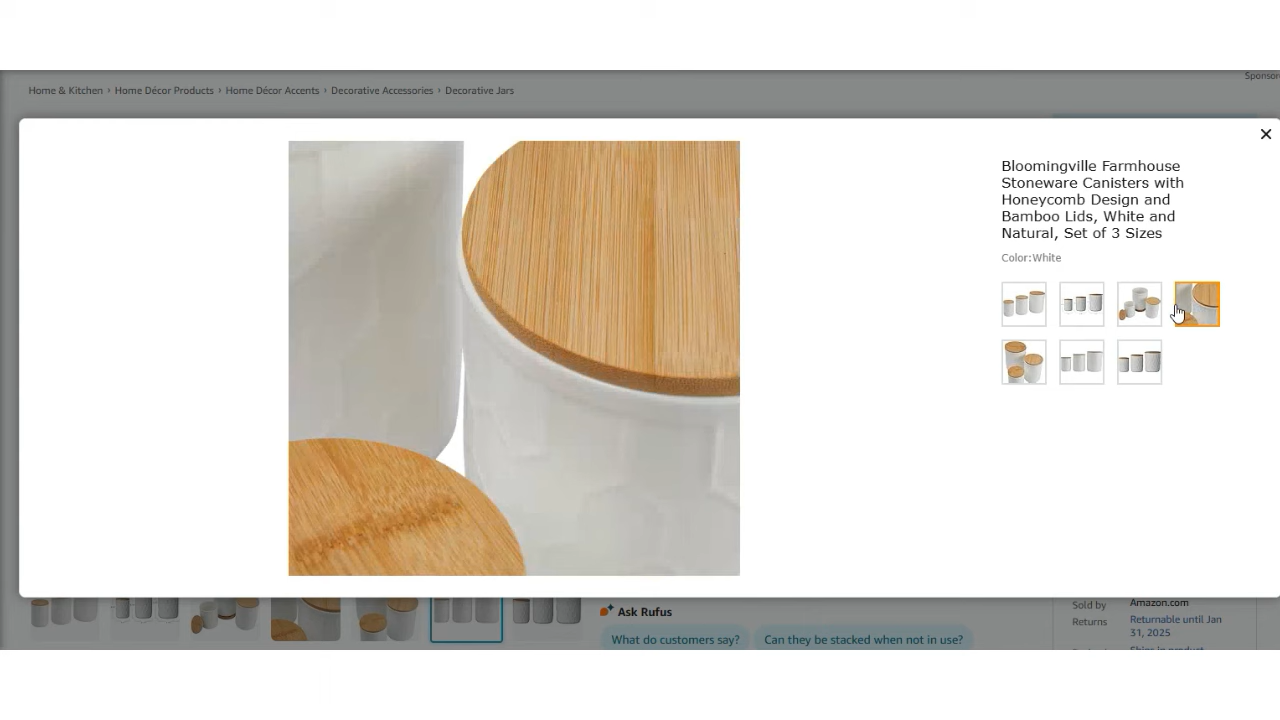 Home & Kitchen › Home Décor Products › Home Décor Accents › Decorative Accessories › Decorative Jars
Bloomingville Farmhouse
Stoneware Canisters with
Honeycomb Design and
Bamboo Lids, White and
Natural, Set of 3 Sizes
Color:White
Ask Rufus
What do customers say?
Can they be stacked when not in use?
Sold by
Amazon.com
Returns
Returnable until Jan
31, 2025